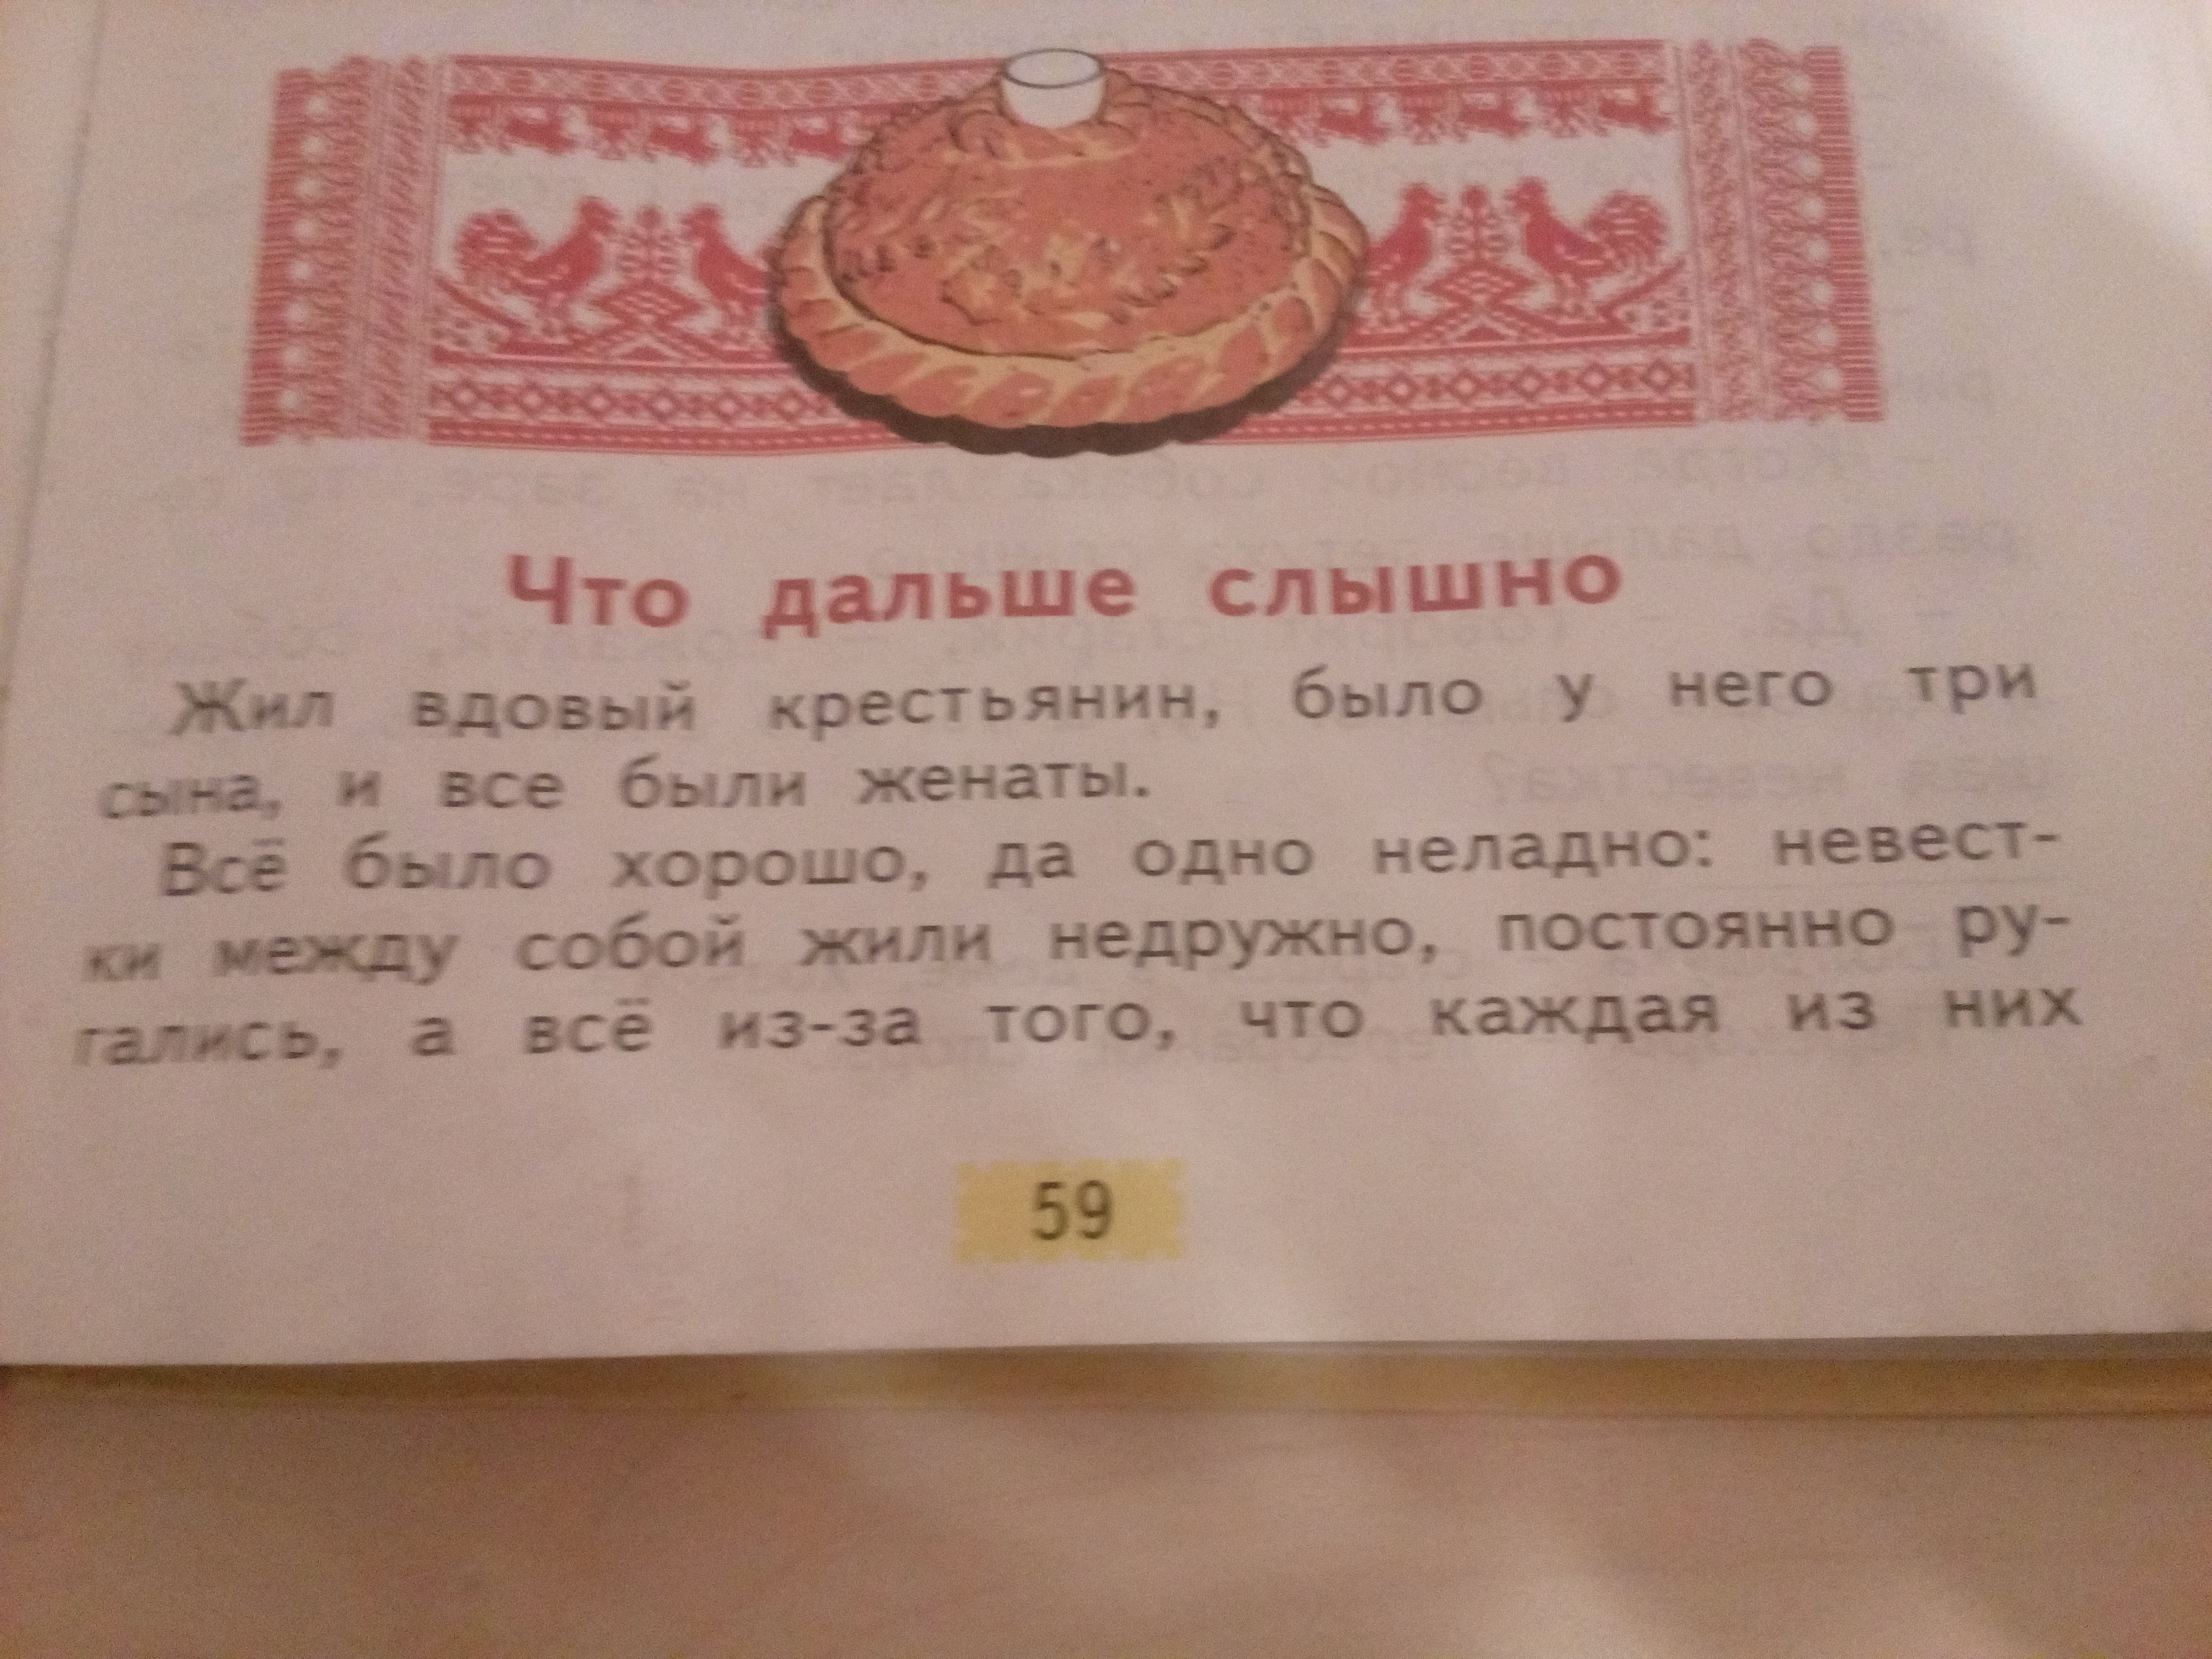 Что дальше слышно
Жил вдовый крестьянин, было у него три
сына, и все были женаты.
Всё было хорошо, да одно неладно: невест-
ки между собой жили недружно, постоянно ру-
гались, а всё из-за того, что каждая из них
59